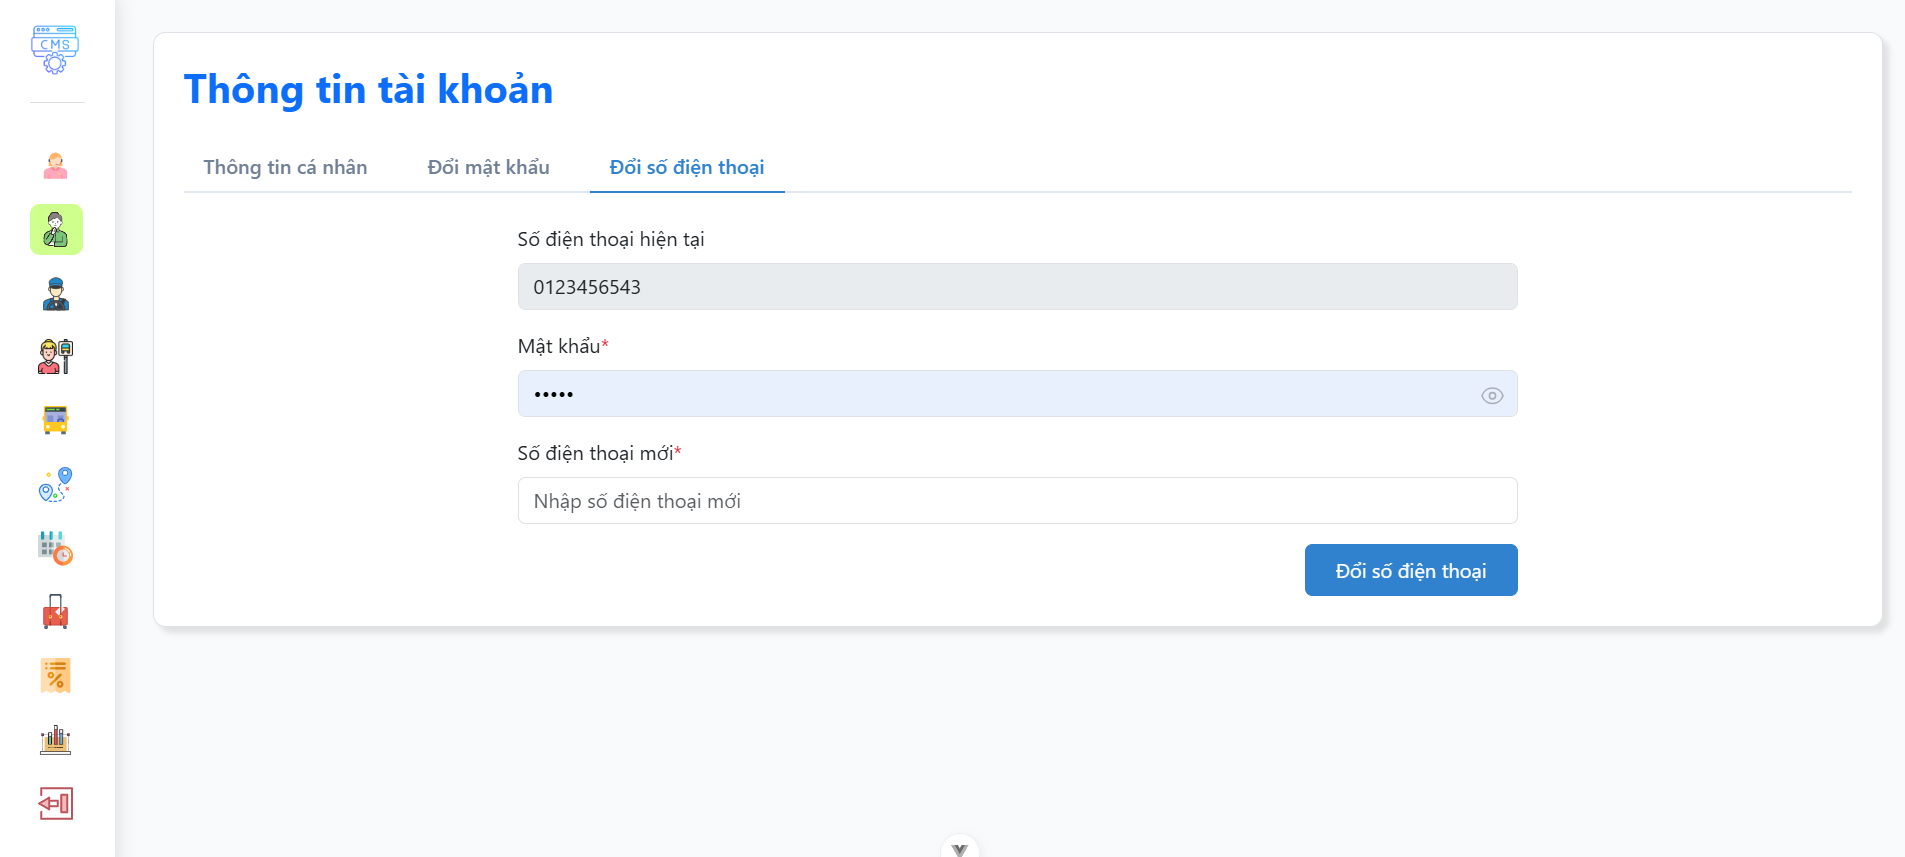 CMS
Thông tin tài khoản
Thông tin cá nhân
Đổi mật khẩu
Đổi số điện thoại
Số điện thoại hiện tại
0123456543
Mật khẩu*
•••••
Số điện thoại mới*
Nhập số điện thoại mới
Đổi số điện thoại